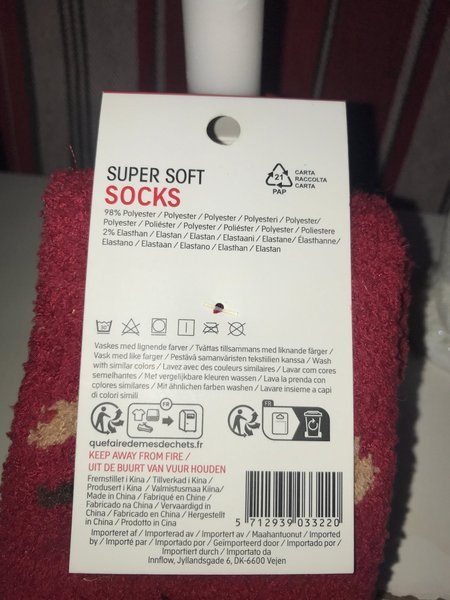 SUPER SOFT
SOCKS
21
PAP
CARTA
RACCOLTA
CARTA
98% Polyester / Polyester / Polyester / Polyesteri / Polyester/
Polyester / Poliéster / Polyester / Poliéster / Polyester / Poliestere
2% Elasthan / Elastan / Elastan / Elastaani / Elastane/ Élasthanne/
Elastano / Elastaan / Elastano / Elasthan / Elastan
30°
Vaskes med lignende farver / Tvättas tillsammans med liknande färger /
Vask med like farger / Pestävä samanväristen tekstiilien kanssa / Wash
with similar colors / Lavez avec des couleurs similaires / Lavar com cores
semelhantes / Met vergelijkbare kleuren wassen / Lava la prenda con
colores similares / Mit ähnlichen farben washen / Lavare insieme a capi
di colori simili
FR
FR
quefairedemesdechets.fr
KEEP AWAY FROM FIRE /
UIT DE BUURT VAN VUUR HOUDEN
Fremstillet i Kina / Tillverkad i Kina /
Produsert i Kina / Valmistusmaa Kiina/
Made in China / Fabriqué en Chine /
Fabricado na China / Vervaardigd in
China / Fabricado en China / Hergestellt
in China / Prodotto in Cina
5 712939 033220
Importeret af / Importerad av / Importert av / Maahantuonut / Imported
by / Importé par / Importado por / Geïmporteerd door / Importado por /
Importiert durch / Importato da
Innflow, Jyllandsgade 6, DK-6600 Vejen